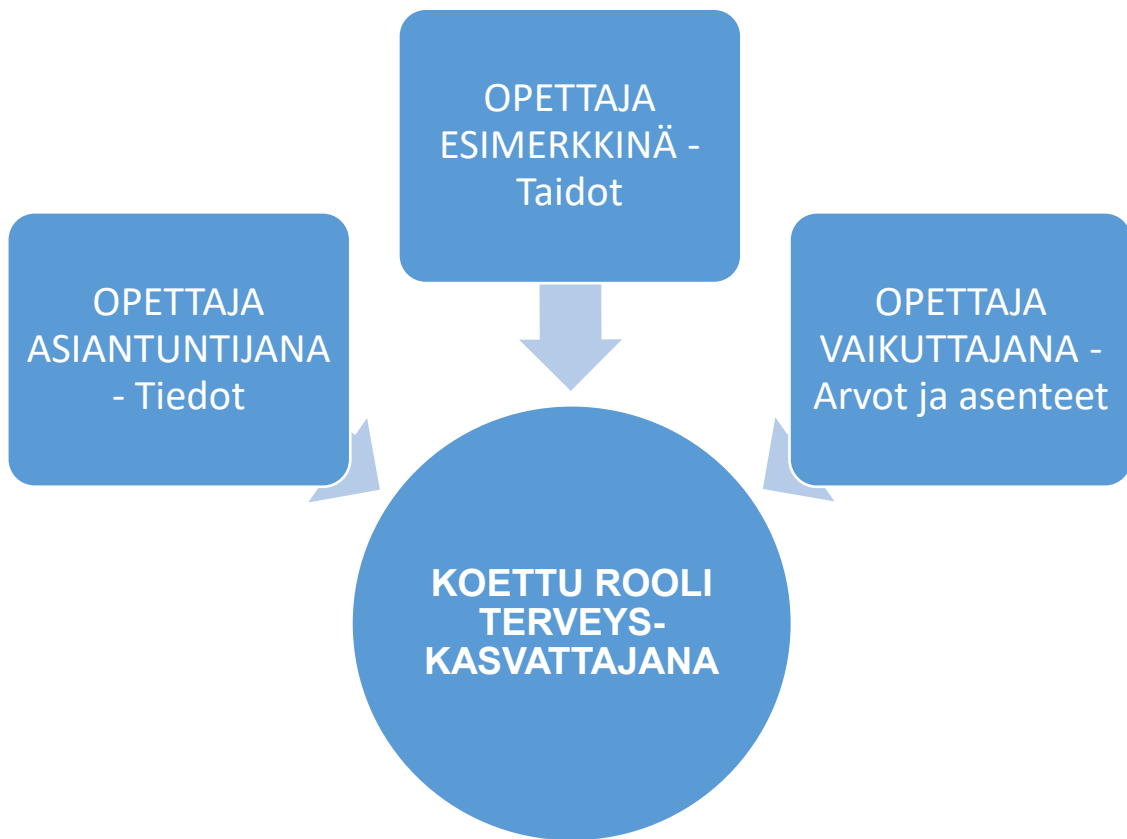 OPETTAJA
ESIMERKKINÄ -
Taidot
OPETTAJA
ASIANTUNTIJANA
- Tiedot
OPETTAJA
VAIKUTTAJANA -
Arvot ja asenteet
KOETTU ROOLI
TERVEYS-
KASVATTAJANA